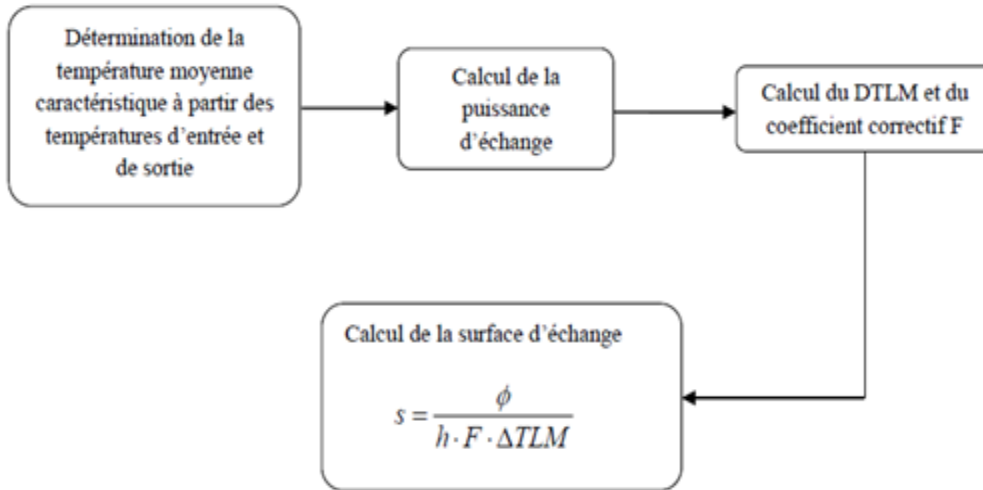 Détermination de la
température moyenne
caractéristique à partir des
températures d'entrée et
de sortie
Calcul de la
puissance
d'échange
Calcul du DTLM et du
coefficient correctif F
Calcul de la surface d'échange
s = ϕ / (h · F · ΔTLM)